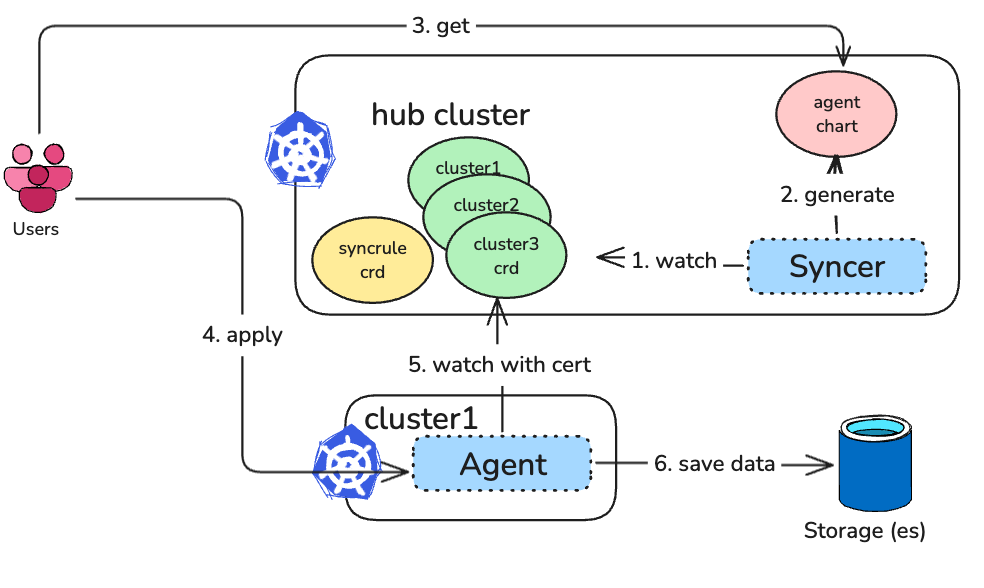 3. get
agent
chart
hub cluster
cluster1
2. generate
cluster2
Users
syncrule
crd
cluster3
crd
1. watch
Syncer
4. apply
5. watch with cert
cluster1
Agent
6. save data
Storage (es)